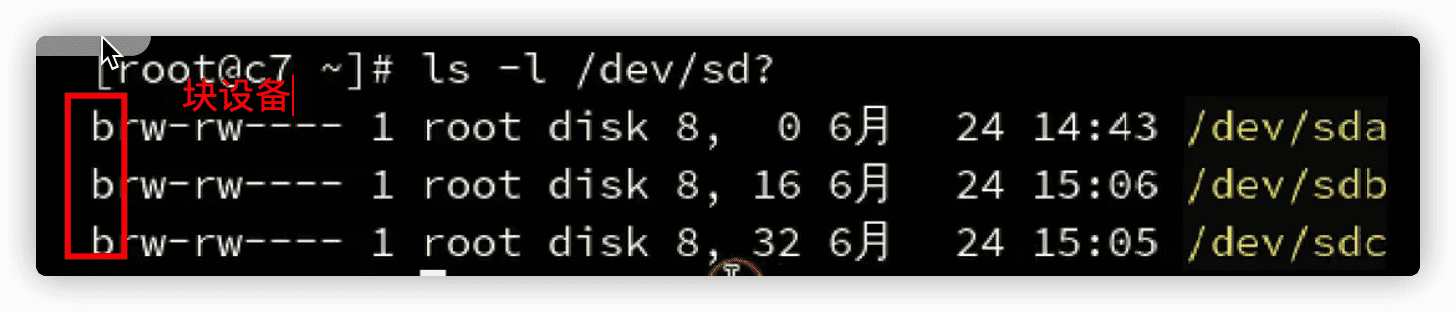 [root@c7 ~]# ls -l /dev/sd?
块设备
brw-rw---- 1 root disk 8,  0 6月  24 14:43 /dev/sda
brw-rw---- 1 root disk 8, 16 6月  24 15:06 /dev/sdb
brw-rw---- 1 root disk 8, 32 6月  24 15:05 /dev/sdc